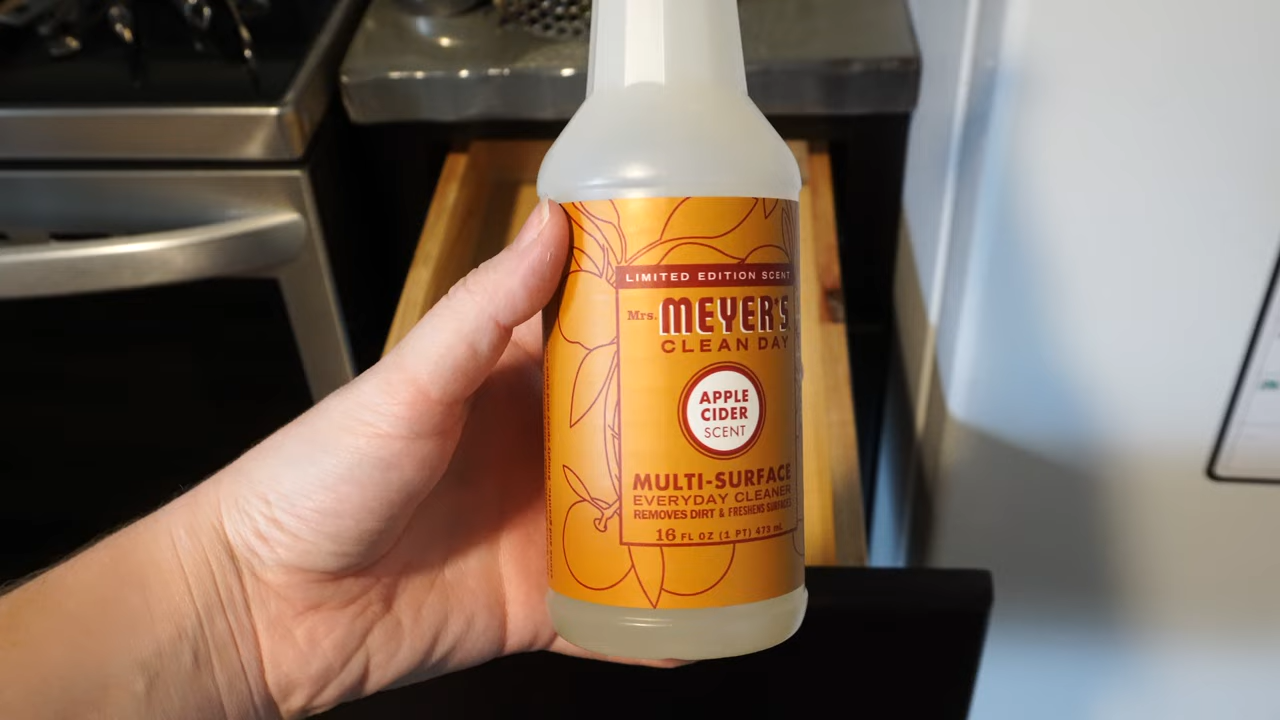 LIMITED EDITION SCENT
Mrs. MEYER'S
CLEAN DAY
APPLE
CIDER
SCENT
MULTI-SURFACE
EVERYDAY CLEANER
REMOVES DIRT & FRESHENS SURFACES
16 FL OZ (1 PT) 473 mL